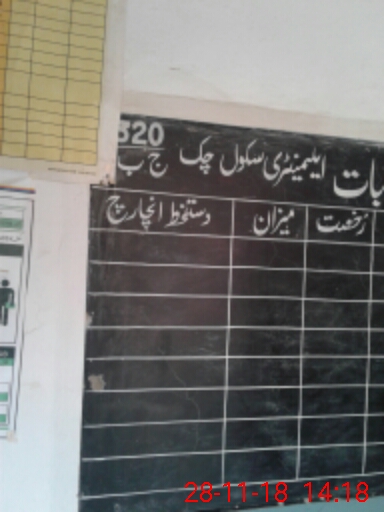 ایلیمنٹری سکول چک 320 ج ب
رخصت میزان دستخط انچارج
28-11-18 14:18